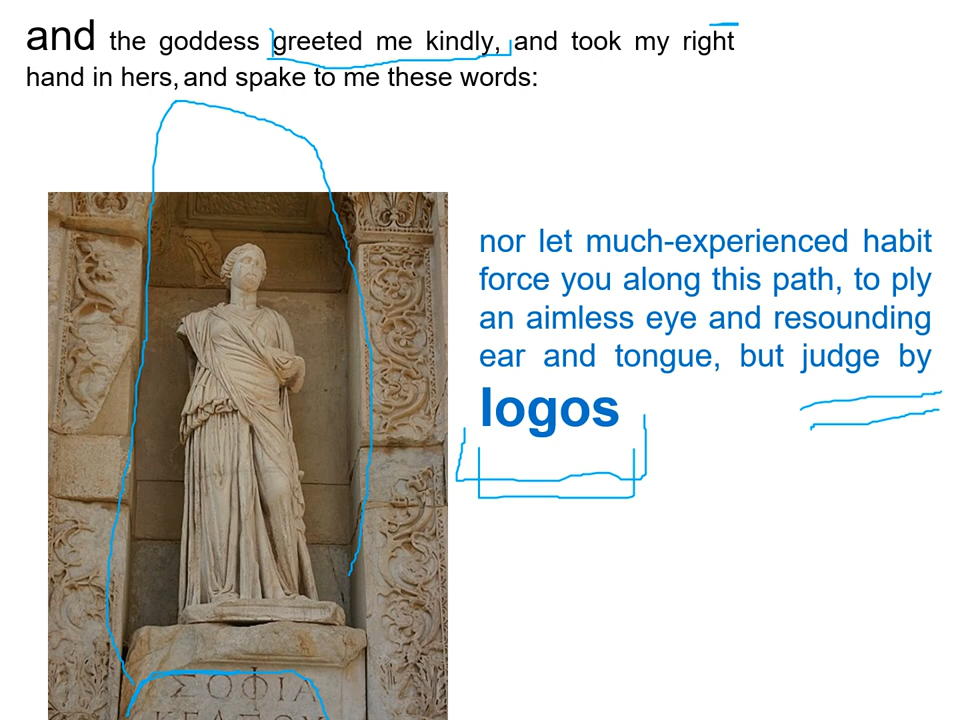 and the goddess greeted me kindly, and took my right
hand in hers, and spake to me these words:
nor let much-experienced habit
force you along this path, to ply
an aimless eye and resounding
ear and tongue, but judge by
logos
ΣΟΦΙΑ
ΚΕΛΣΟΥ